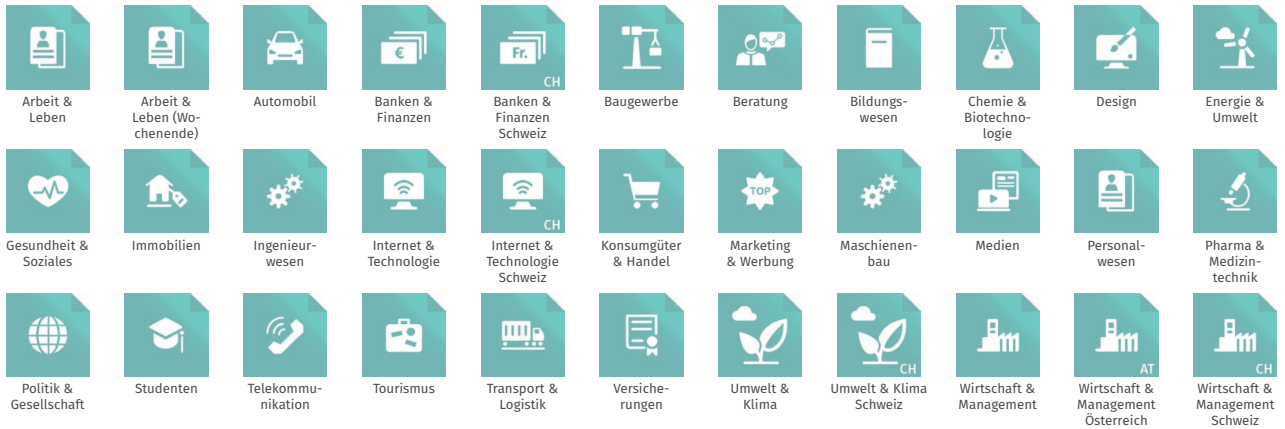 €
Fr.
CH
Arbeit &
Leben
Arbeit &
Leben (Wo-
chenende)
Automobil
Banken &
Finanzen
Banken &
Finanzen
Schweiz
Baugewerbe
Beratung
Bildungs-
wesen
Chemie &
Biotechno-
logie
Design
Energie &
Umwelt
CH
TOP
Gesundheit &
Soziales
Immobilien
Ingenieur-
wesen
Internet &
Technologie
Internet &
Technologie
Schweiz
Konsumgüter
& Handel
Marketing
& Werbung
Maschienen-
bau
Medien
Personal-
wesen
Pharma &
Medizin-
technik
CH
AT
CH
Politik &
Gesellschaft
Studenten
Telekommu-
nikation
Tourismus
Transport &
Logistik
Versiche-
rungen
Umwelt &
Klima
Umwelt & Klima
Schweiz
Wirtschaft &
Management
Wirtschaft &
Management
Österreich
Wirtschaft &
Management
Schweiz